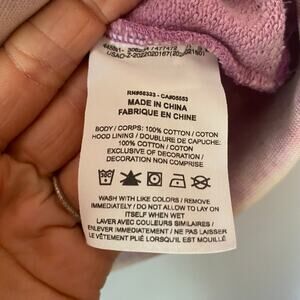 RN#56323 - CA#05553
MADE IN CHINA
FABRIQUE EN CHINE
BODY / CORPS: 100% COTTON / COTON
HOOD LINING / DOUBLURE DE CAPUCHE:
100% COTTON / COTON
EXCLUSIVE OF DECORATION /
DECORATION NON COMPRISE
WASH WITH LIKE COLORS / REMOVE
IMMEDIATELY / DO NOT ALLOW TO LAY ON
ITSELF WHEN WET
LAVER AVEC COULEURS SIMILAIRES /
ENLEVER IMMEDIATEMENT / NE PAS LAISSER
LE VÊTEMENT PLIÉ LORSQU'IL EST MOUILLÉ.